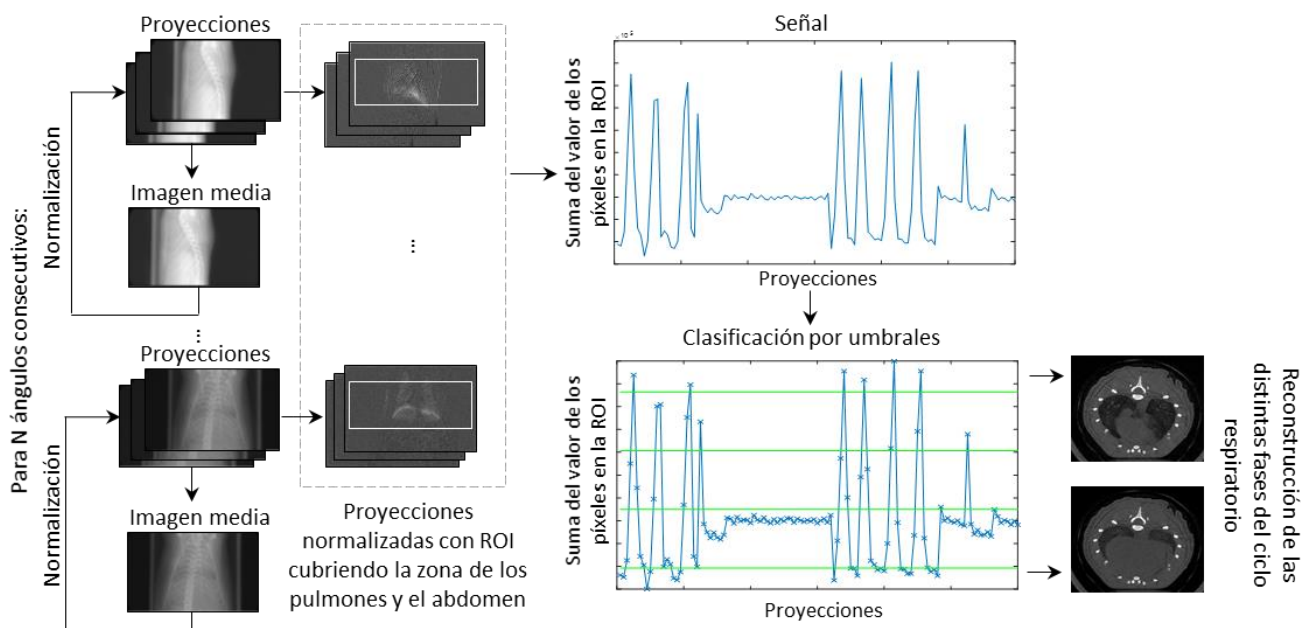 Para N ángulos consecutivos:
Normalización
Proyecciones
Imagen media
...
Proyecciones
Normalización
Imagen media
...
Proyecciones
normalizadas con ROI
cubriendo la zona de los
pulmones y el abdomen
Señal
Suma del valor de los
píxeles en la ROI
Proyecciones
Clasificación por umbrales
Suma del valor de los
píxeles en la ROI
Proyecciones
Reconstrucción de las
distintas fases del ciclo
respiratorio